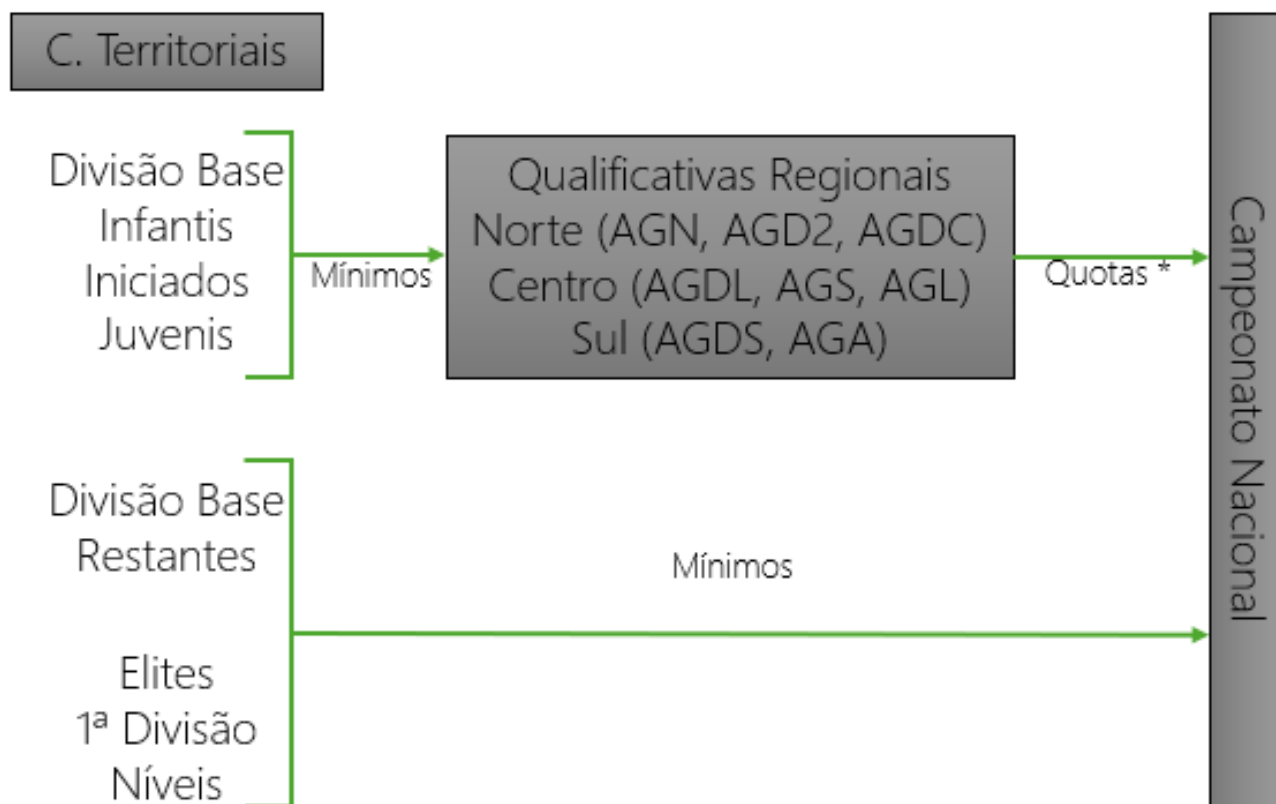 C. Territoriais
Divisão Base
Infantis
Iniciados
Juvenis
Mínimos
Qualificativas Regionais
Norte (AGN, AGD2, AGDC)
Centro (AGDL, AGS, AGL)
Sul (AGDS, AGA)
Quotas *
Divisão Base
Restantes
Elites
1ª Divisão
Níveis
Mínimos
Campeonato Nacional